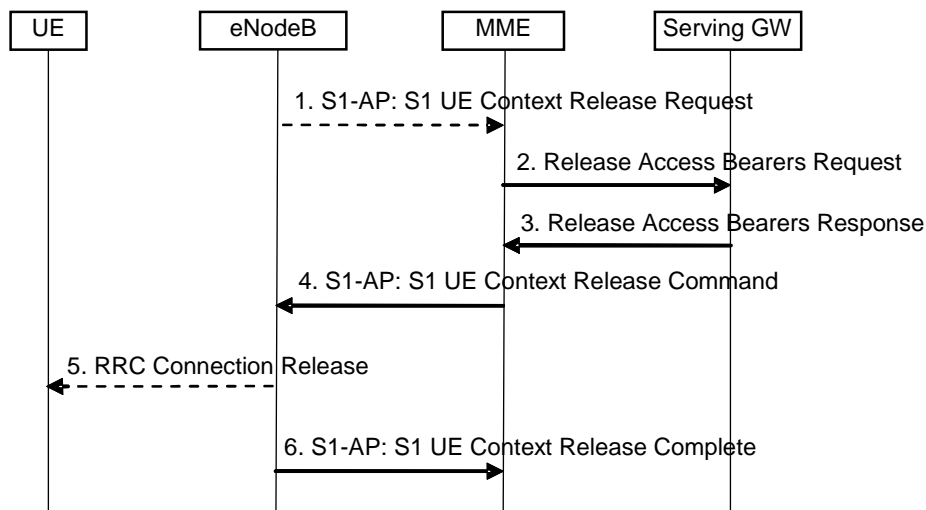 UE
eNodeB
MME
Serving GW
1. S1-AP: S1 UE Context Release Request
2. Release Access Bearers Request
3. Release Access Bearers Response
4. S1-AP: S1 UE Context Release Command
5. RRC Connection Release
6. S1-AP: S1 UE Context Release Complete